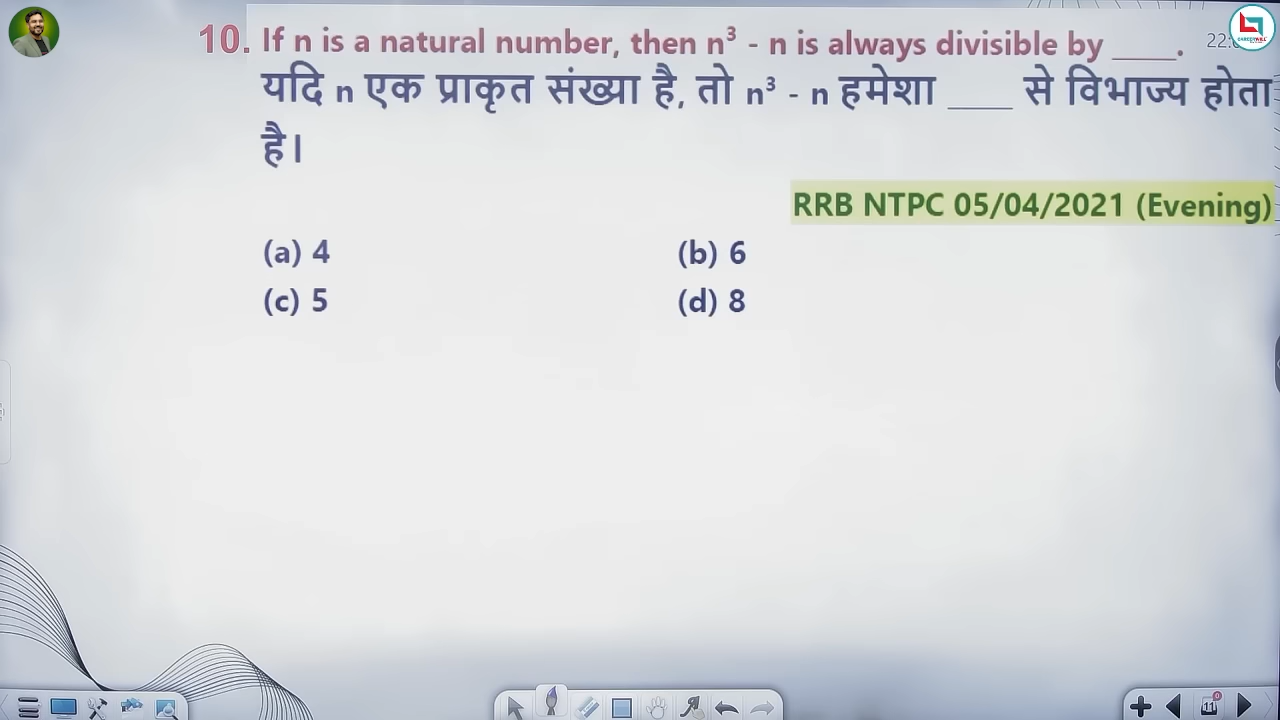 10. If n is a natural number, then n³ - n is always divisible by ____.
यदि n एक प्राकृत संख्या है, तो n³ - n हमेशा ____ से विभाज्य होता
है।
RRB NTPC 05/04/2021 (Evening)
(a) 4 (b) 6
(c) 5 (d) 8
11